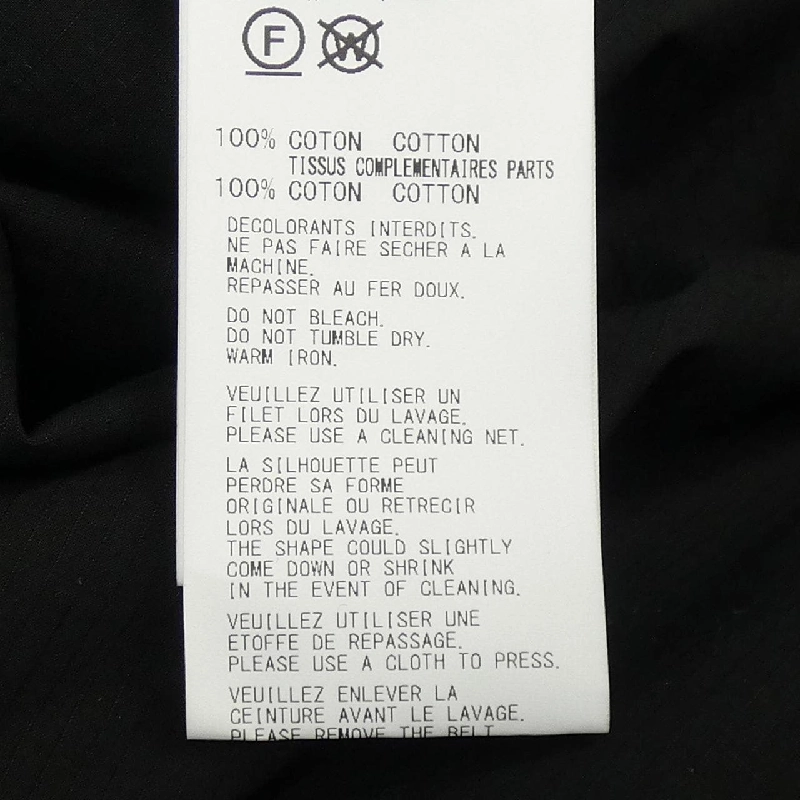 F W
100% COTON COTTON
TISSUS COMPLEMENTAIRES PARTS
100% COTON COTTON
DECOLORANTS INTERDITS.
NE PAS FAIRE SECHER A LA
MACHINE.
REPASSER AU FER DOUX.
DO NOT BLEACH.
DO NOT TUMBLE DRY.
WARM IRON.
VEUILLEZ UTILISER UN
FILET LORS DU LAVAGE.
PLEASE USE A CLEANING NET.
LA SILHOUETTE PEUT
PERDRE SA FORME
ORIGINALE OU RETRECIR
LORS DU LAVAGE.
THE SHAPE COULD SLIGHTLY
COME DOWN OR SHRINK
IN THE EVENT OF CLEANING.
VEUILLEZ UTILISER UNE
ETOFFE DE REPASSAGE.
PLEASE USE A CLOTH TO PRESS.
VEUILLEZ ENLEVER LA
CEINTURE AVANT LE LAVAGE.
PLEASE REMOVE THE BELT